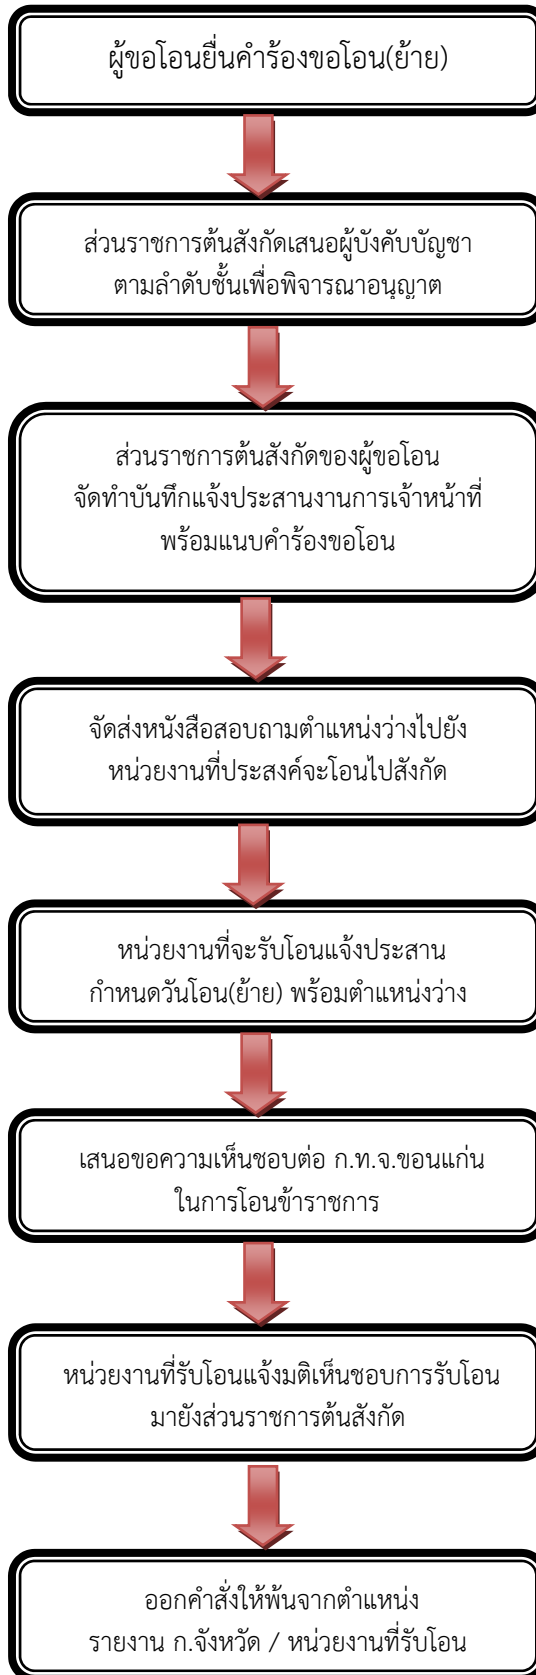 ผู้ขอโอนยื่นคำร้องขอโอน(ย้าย)
ส่วนราชการต้นสังกัดเสนอผู้บังคับบัญชา
ตามลำดับชั้นเพื่อพิจารณาอนุญาต
ส่วนราชการต้นสังกัดของผู้ขอโอน
จัดทำบันทึกแจ้งประสานงานการเจ้าหน้าที่
พร้อมแนบคำร้องขอโอน
จัดส่งหนังสือสอบถามตำแหน่งว่างไปยัง
หน่วยงานที่ประสงค์จะโอนไปสังกัด
หน่วยงานที่จะรับโอนแจ้งประสาน
กำหนดวันโอน(ย้าย) พร้อมตำแหน่งว่าง
เสนอขอความเห็นชอบต่อ ก.ท.จ.ขอนแก่น
ในการโอนข้าราชการ
หน่วยงานที่รับโอนแจ้งมติเห็นชอบการรับโอน
มายังส่วนราชการต้นสังกัด
ออกคำสั่งให้พ้นจากตำแหน่ง
รายงาน ก.จังหวัด / หน่วยงานที่รับโอน